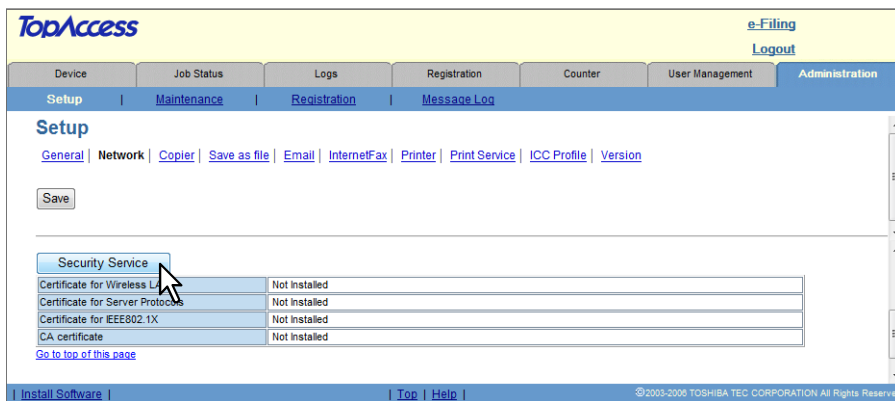 TopAccess
e-Filing
Logout
Device Job Status Logs Registration Counter User Management Administration
Setup | Maintenance | Registration | Message Log
Setup
General | Network | Copier | Save as file | Email | InternetFax | Printer | Print Service | ICC Profile | Version
Save
Security Service
Certificate for Wireless LA Not Installed
Certificate for Server Protocols Not Installed
Certificate for IEEE802.1X Not Installed
CA certificate Not Installed
Go to top of this page
| Install Software | | Top | Help | ©2003-2006 TOSHIBA TEC CORPORATION All Rights Reserve